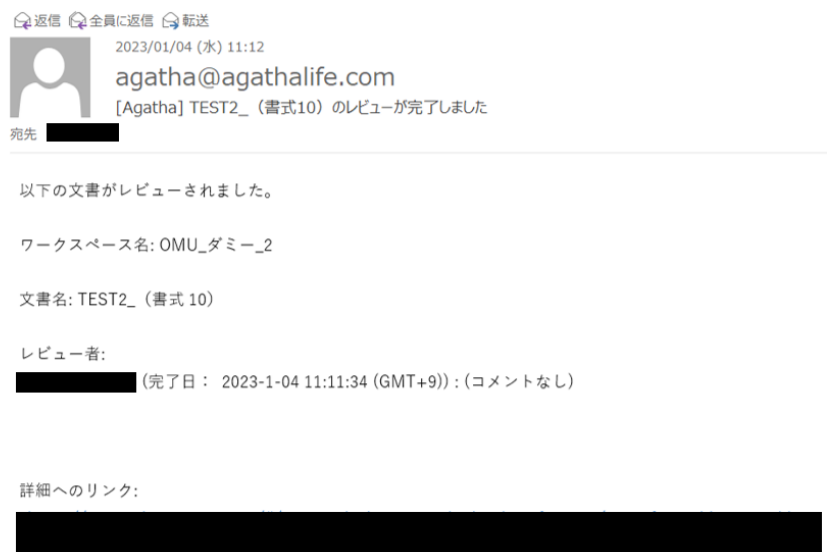 返信 全員に返信 転送
2023/01/04 (水) 11:12
agatha@agathalife.com
[Agatha] TEST2_（書式10）のレビューが完了しました
宛先
以下の文書がレビューされました。
ワークスペース名: OMU_ダミー_2
文書名: TEST2_（書式 10）
レビュー者:
(完了日： 2023-1-04 11:11:34 (GMT+9)) : (コメントなし)
詳細へのリンク: